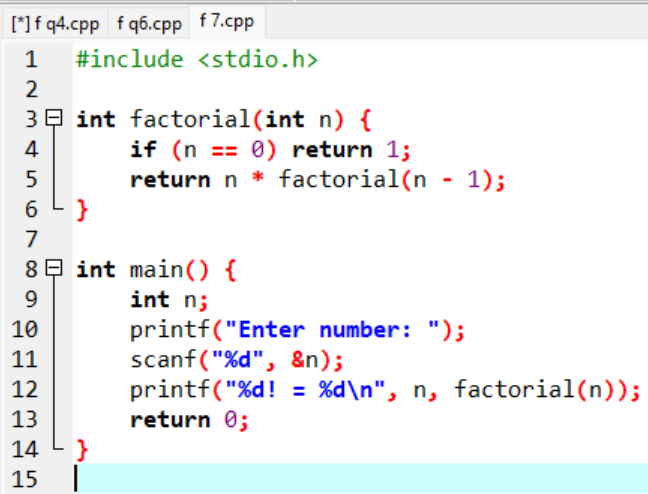 [*] f q4.cpp f q6.cpp f 7.cpp
1 #include <stdio.h>
2
3 int factorial(int n) {
4 if (n == 0) return 1;
5 return n * factorial(n - 1);
6 }
7
8 int main() {
9 int n;
10 printf("Enter number: ");
11 scanf("%d", &n);
12 printf("%d! = %d\n", n, factorial(n));
13 return 0;
14 }
15